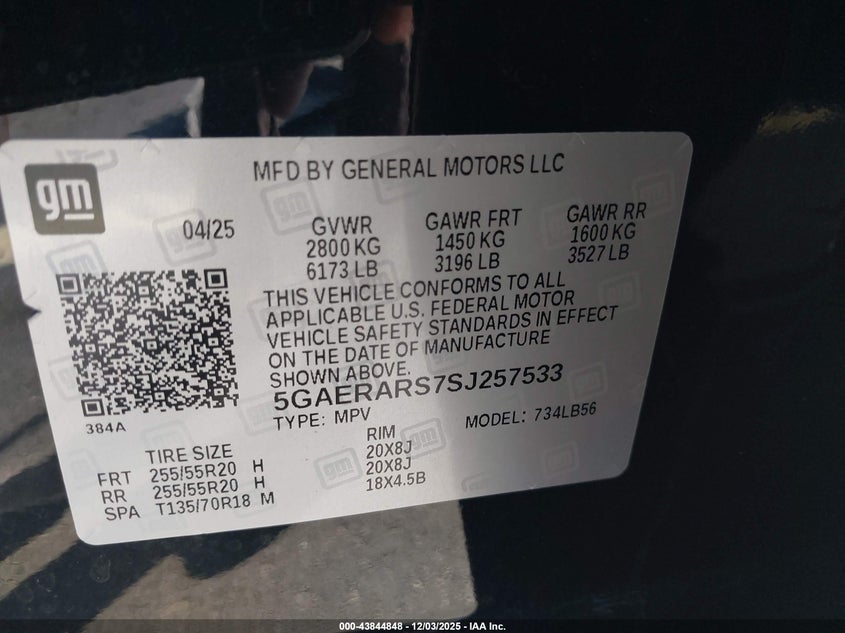 gm
MFD BY GENERAL MOTORS LLC
04/25
GVWR GAWR FRT GAWR RR
2800 KG 1450 KG 1600 KG
6173 LB 3196 LB 3527 LB
THIS VEHICLE CONFORMS TO ALL
APPLICABLE U.S. FEDERAL MOTOR
VEHICLE SAFETY STANDARDS IN EFFECT
ON THE DATE OF MANUFACTURE
SHOWN ABOVE.
5GAERARS7SJ257533
TYPE: MPV MODEL: 734LB56
384A
TIRE SIZE RIM
FRT 255/55R20 H 20X8J
RR 255/55R20 H 20X8J
SPA T135/70R18 M 18X4.5B
000-43844848 - 12/03/2025 - IAA Inc.